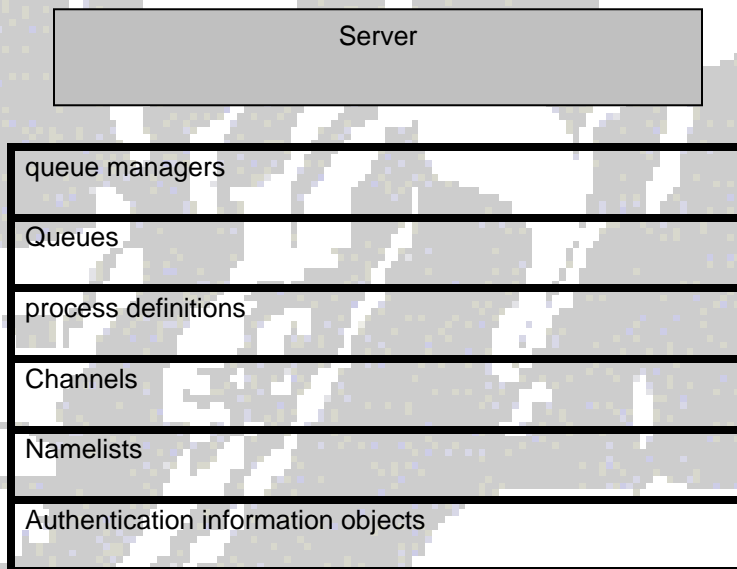 Server
queue managers
Queues
process definitions
Channels
Namelists
Authentication information objects